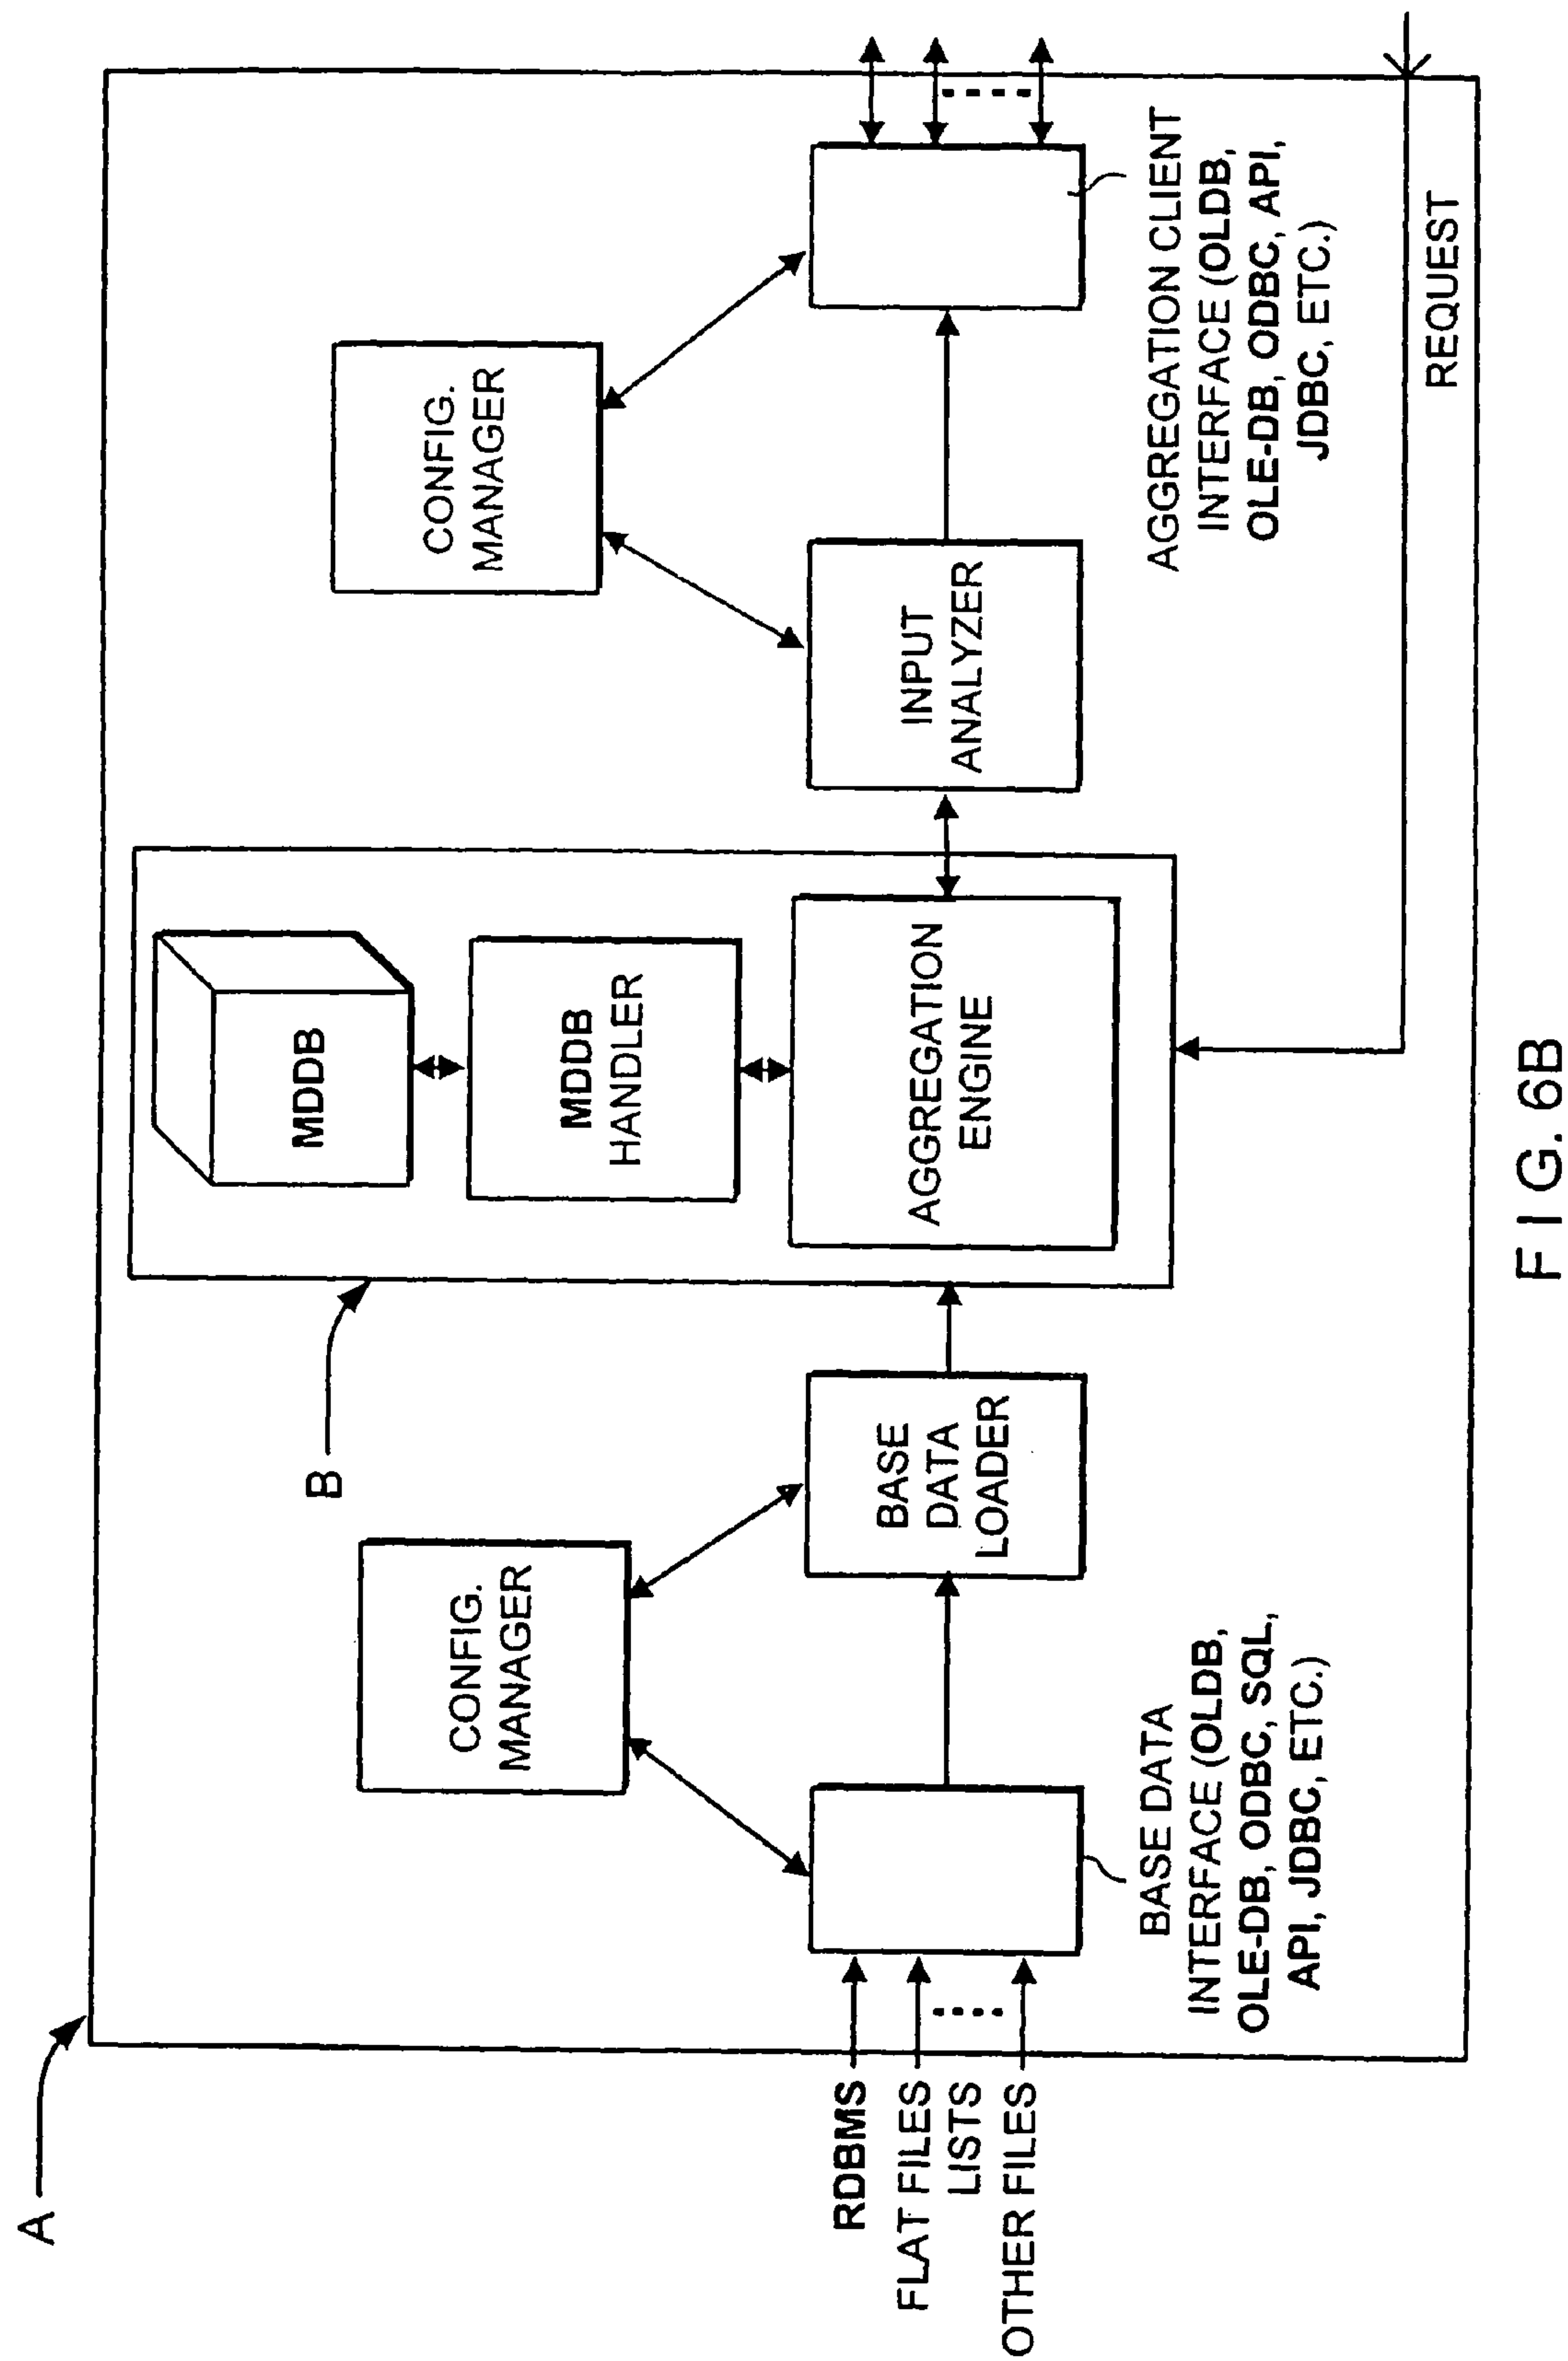 A
B
MDDB
MDDB
HANDLER
AGGREGATION
ENGINE
CONFIG.
MANAGER
CONFIG.
MANAGER
RDBMS
FLAT FILES
LISTS
OTHER FILES
BASE
DATA
LOADER
INPUT
ANALYZER
BASE DATA
INTERFACE (OLDB,
OLE-DB, ODBC, SQL,
API, JDBC, ETC.)
AGGREGATION CLIENT
INTERFACE (OLDB,
OLE-DB, ODBC, API,
JDBC, ETC.)
REQUEST
FIG. 6B